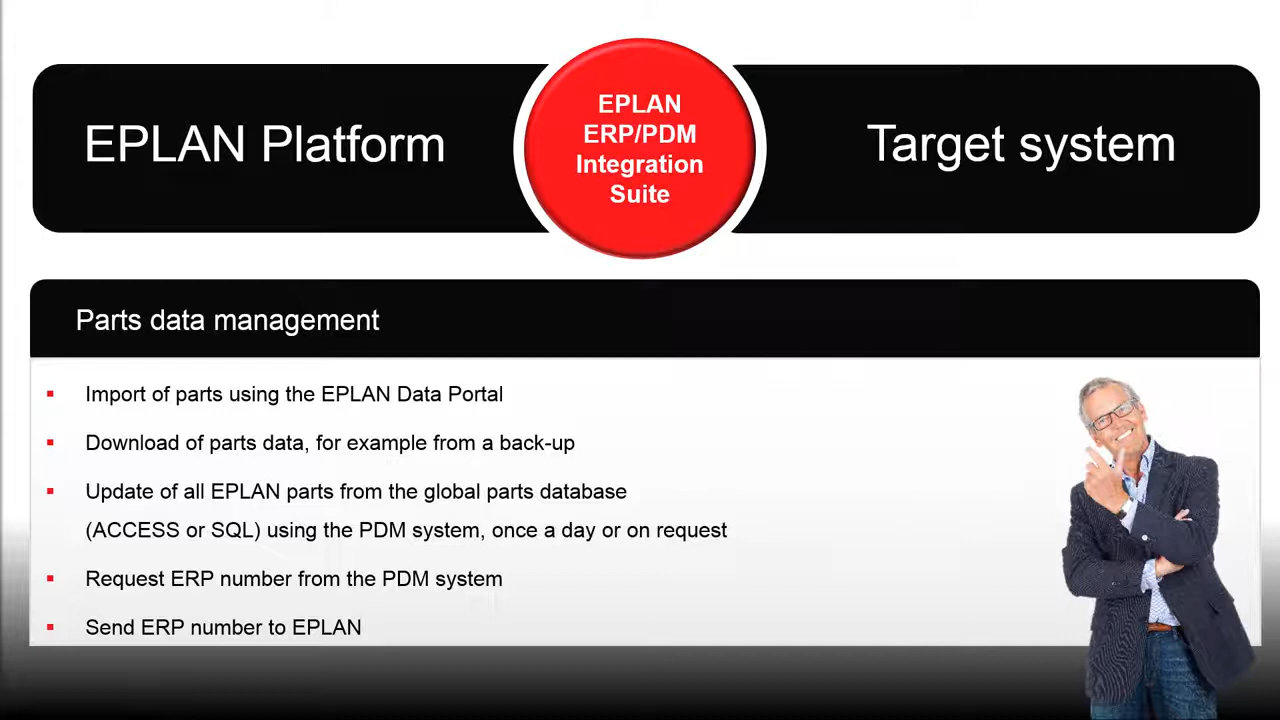 EPLAN Platform
EPLAN
ERP/PDM
Integration
Suite
Target system
Parts data management
Import of parts using the EPLAN Data Portal
Download of parts data, for example from a back-up
Update of all EPLAN parts from the global parts database
(ACCESS or SQL) using the PDM system, once a day or on request
Request ERP number from the PDM system
Send ERP number to EPLAN